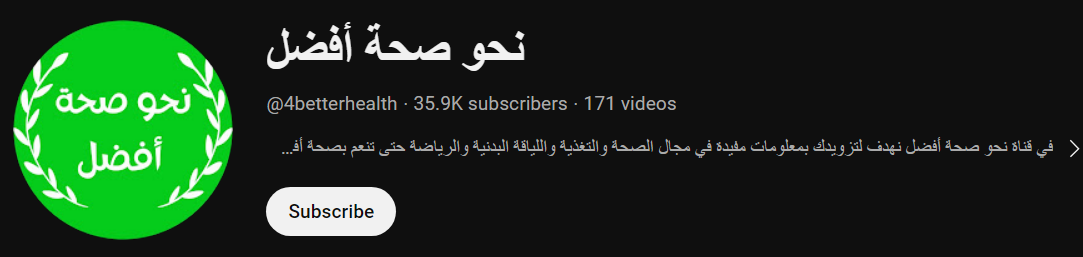 نحو صحة
أفضل
نحو صحة أفضل
@4betterhealth · 35.9K subscribers · 171 videos
في قناة نحو صحة أفضل نهدف لتزويدك بمعلومات مفيدة في مجال الصحة والتغذية واللياقة البدنية والرياضة حتى تنعم بصحة أف...
Subscribe